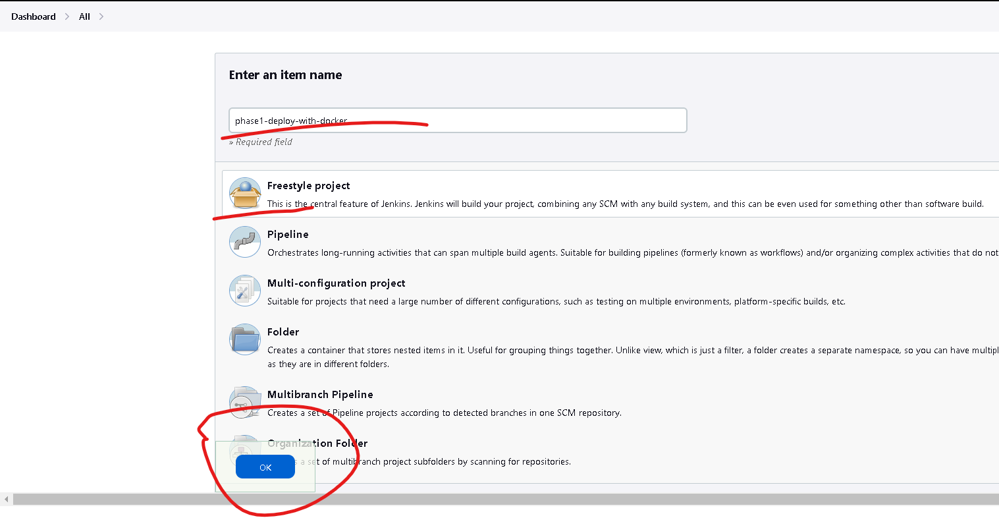 Dashboard > All >
Enter an item name
phase1-deploy-with-docker
» Required field
Freestyle project
This is the central feature of Jenkins. Jenkins will build your project, combining any SCM with any build system, and this can be even used for something other than software build.
Pipeline
Orchestrates long-running activities that can span multiple build agents. Suitable for building pipelines (formerly known as workflows) and/or organizing complex activities that do not
Multi-configuration project
Suitable for projects that need a large number of different configurations, such as testing on multiple environments, platform-specific builds, etc.
Folder
Creates a container that stores nested items in it. Useful for grouping things together. Unlike view, which is just a filter, a folder creates a separate namespace, so you can have multipl
as they are in different folders.
Multibranch Pipeline
Creates a set of Pipeline projects according to detected branches in one SCM repository.
Organization Folder
s a set of multibranch project subfolders by scanning for repositories.
OK